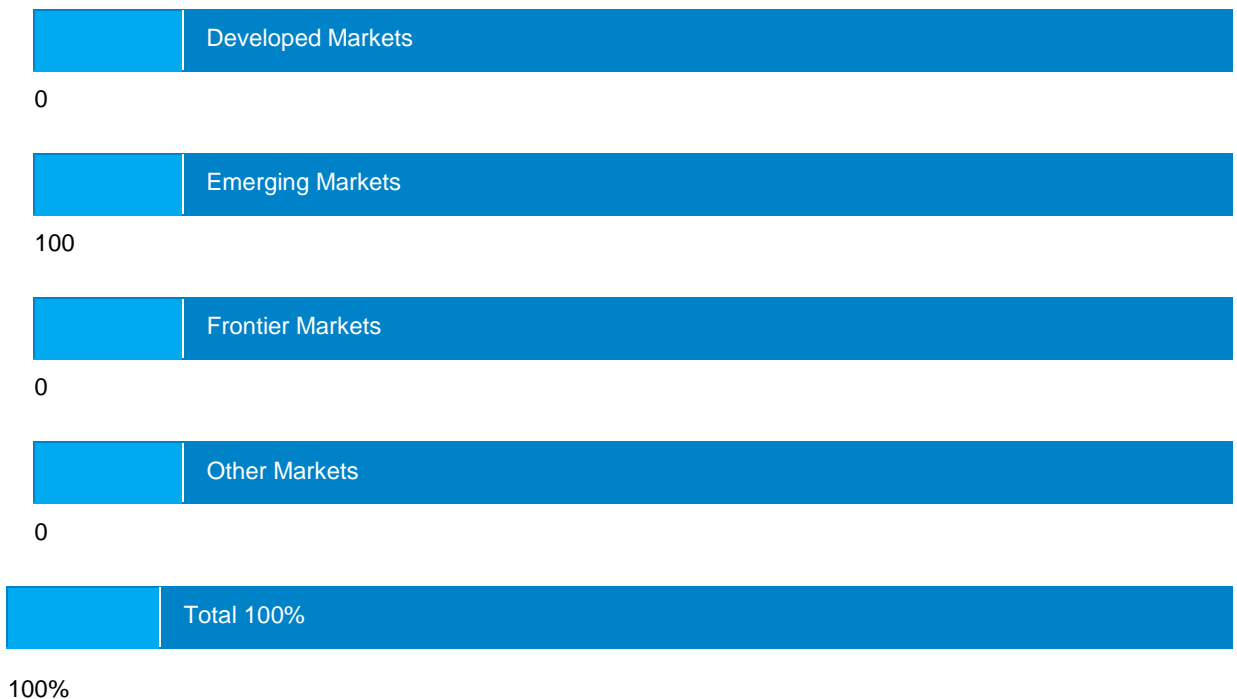 Developed Markets
0
Emerging Markets
100
Frontier Markets
0
Other Markets
0
Total 100%
100%